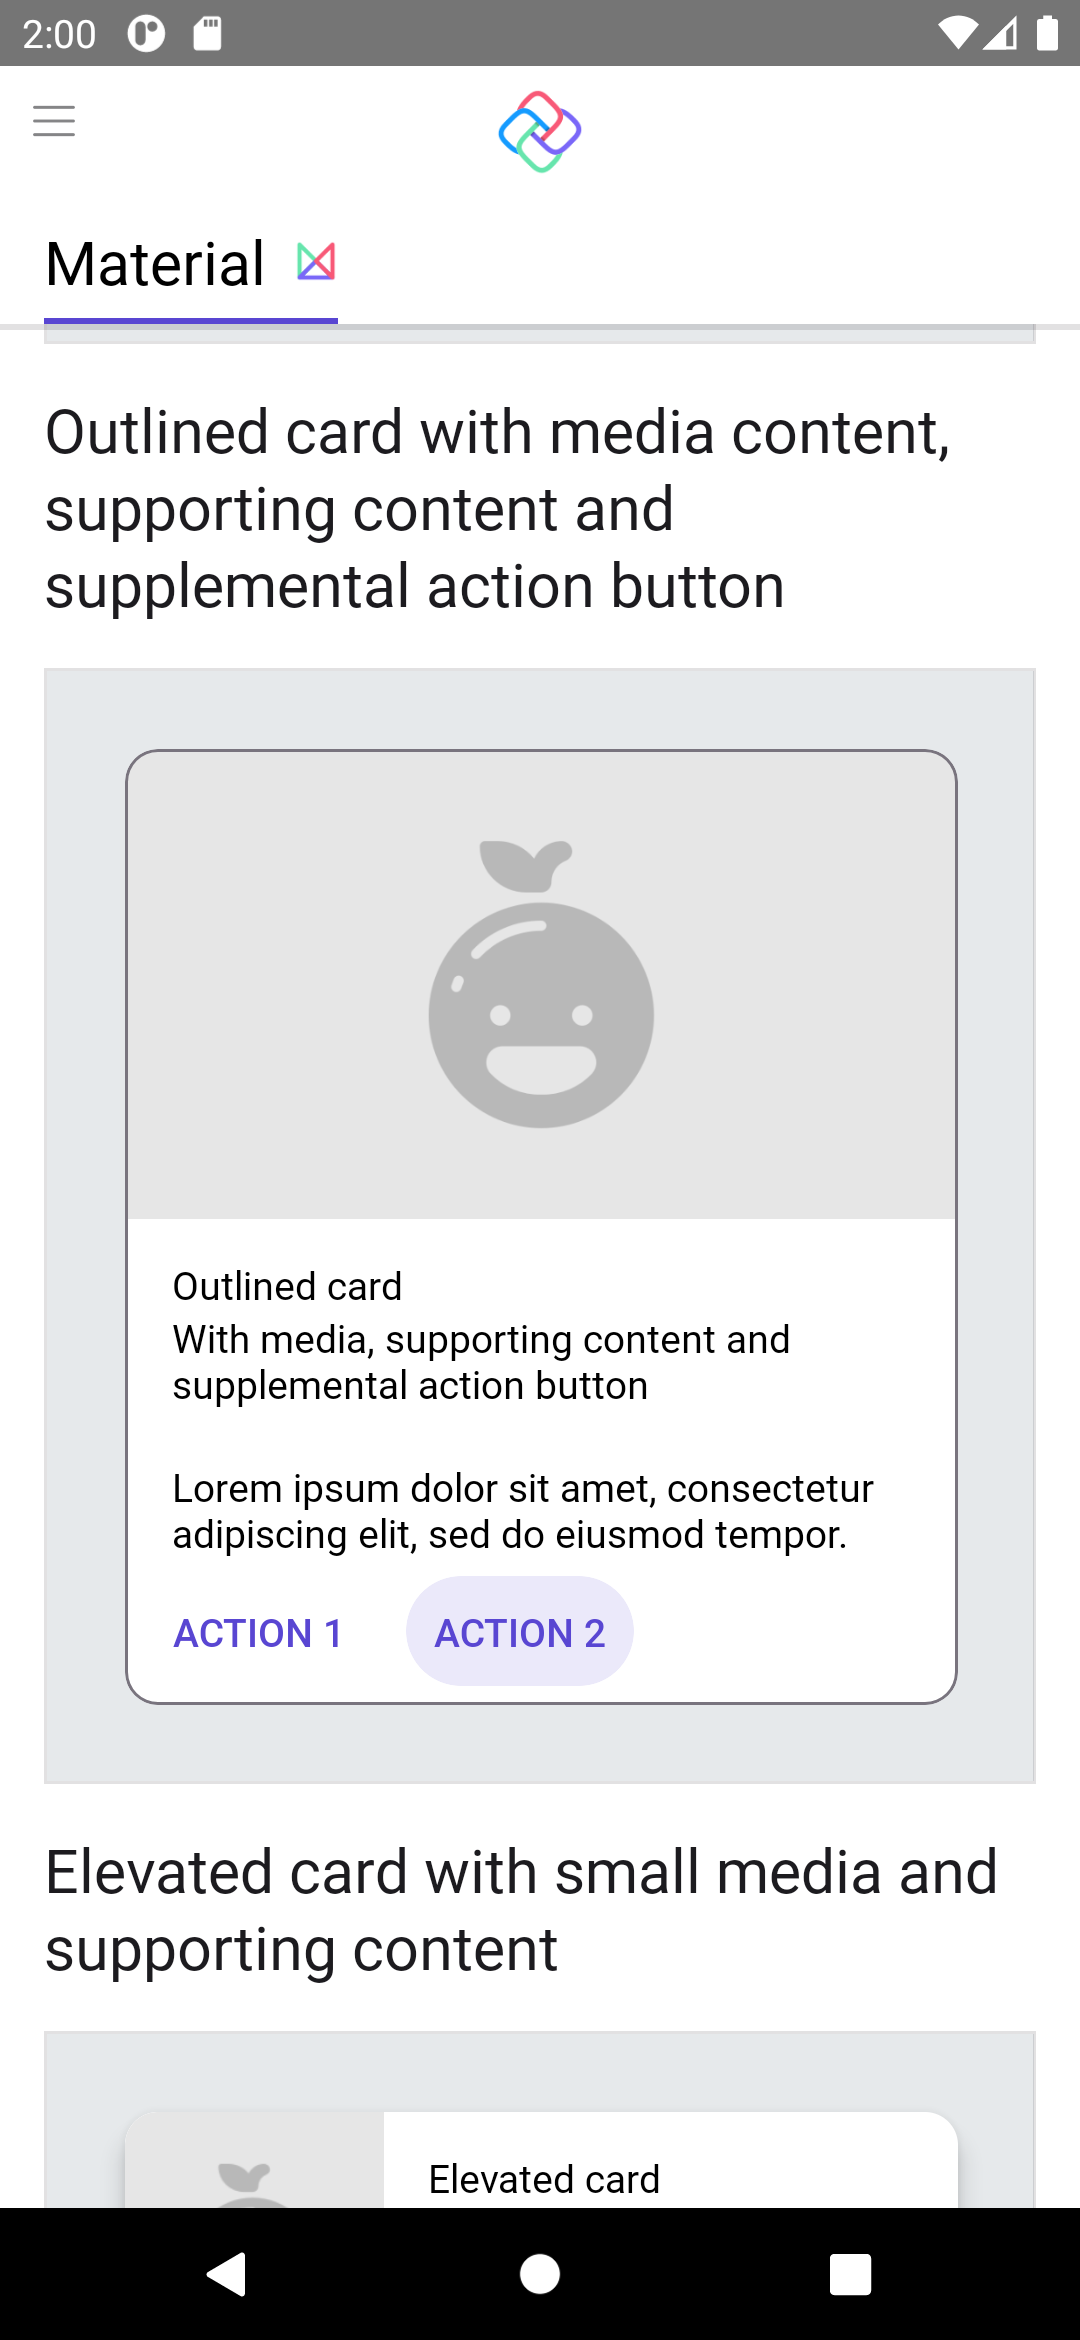 2:00
Material
Outlined card with media content,
supporting content and
supplemental action button
Outlined card
With media, supporting content and
supplemental action button
Lorem ipsum dolor sit amet, consectetur
adipiscing elit, sed do eiusmod tempor.
ACTION 1 ACTION 2
Elevated card with small media and
supporting content
Elevated card